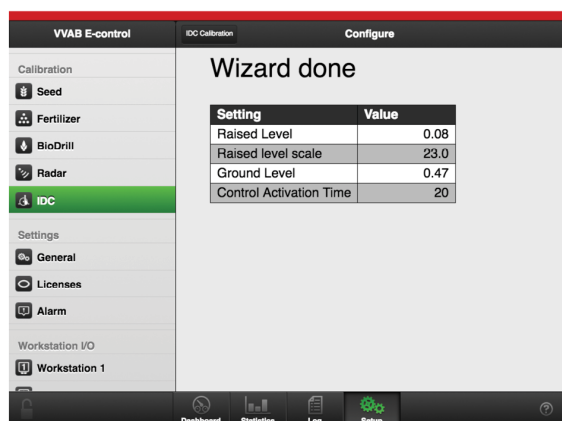 VVAB E-control
IDC Calibration
Configure
Calibration
Seed
Fertilizer
BioDrill
Radar
IDC
Settings
General
Licenses
Alarm
Workstation I/O
Workstation 1
Wizard done
Setting Value
Raised Level 0.08
Raised level scale 23.0
Ground Level 0.47
Control Activation Time 20
Dashboard Statistics Log Setup
?